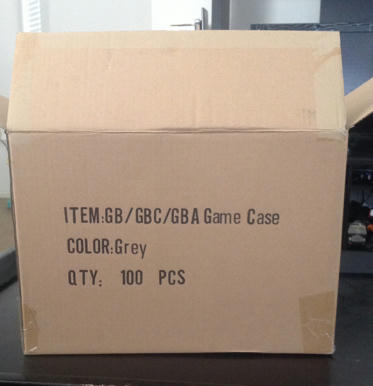 ITEM:GB/GBC/GBA Game Case
COLOR:Grey
QTY: 100 PCS